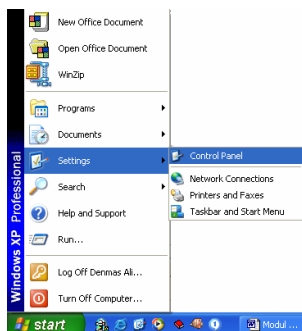 New Office Document
Open Office Document
WinZip
Programs
Documents
Settings
Search
Help and Support
Run...
Log Off Denmas Ali...
Turn Off Computer...
Windows XP Professional
Control Panel
Network Connections
Printers and Faxes
Taskbar and Start Menu
start
Modul ...